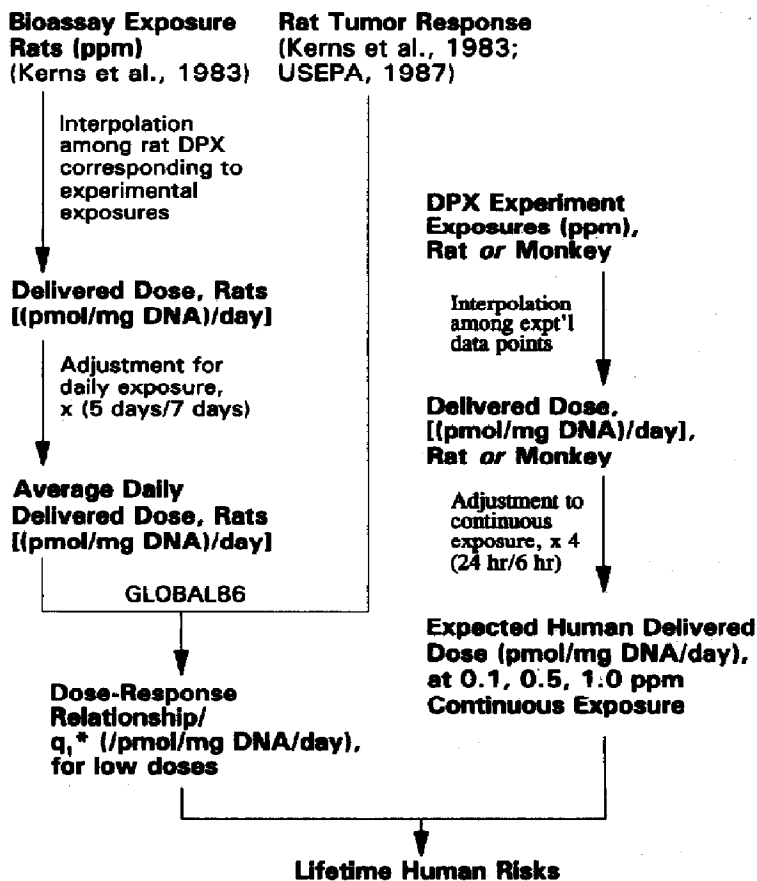 Bioassay Exposure
Rats (ppm)
(Kerns et al., 1983)
Rat Tumor Response
(Kerns et al., 1983;
USEPA, 1987)
Interpolation
among rat DPX
corresponding to
experimental
exposures
Delivered Dose, Rats
[(pmol/mg DNA)/day]
Adjustment for
daily exposure,
x (5 days/7 days)
Average Daily
Delivered Dose, Rats
[(pmol/mg DNA)/day]
GLOBAL86
Dose-Response
Relationship/
q₁* (/pmol/mg DNA/day),
for low doses
DPX Experiment
Exposures (ppm),
Rat or Monkey
Interpolation
among expt'l
data points
Delivered Dose,
[(pmol/mg DNA)/day],
Rat or Monkey
Adjustment to
continuous
exposure, x 4
(24 hr/6 hr)
Expected Human Delivered
Dose (pmol/mg DNA/day),
at 0.1, 0.5, 1.0 ppm
Continuous Exposure
Lifetime Human Risks